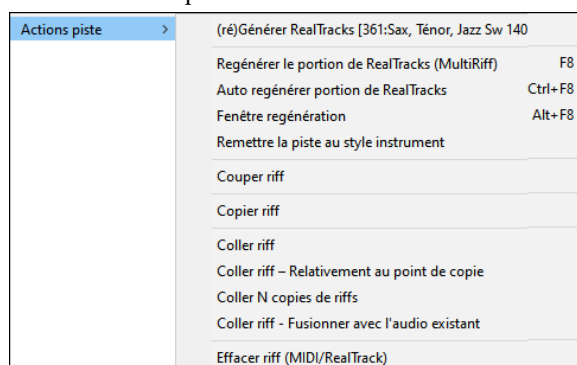 Actions piste >
(ré)Générer RealTracks [361:Sax, Ténor, Jazz Sw 140
Regénérer le portion de RealTracks (MultiRiff) F8
Auto regénérer portion de RealTracks Ctrl+F8
Fenêtre regénération Alt+F8
Remettre la piste au style instrument
Couper riff
Copier riff
Coller riff
Coller riff – Relativement au point de copie
Coller N copies de riffs
Coller riff - Fusionner avec l'audio existant
Effacer riff (MIDI/RealTrack)